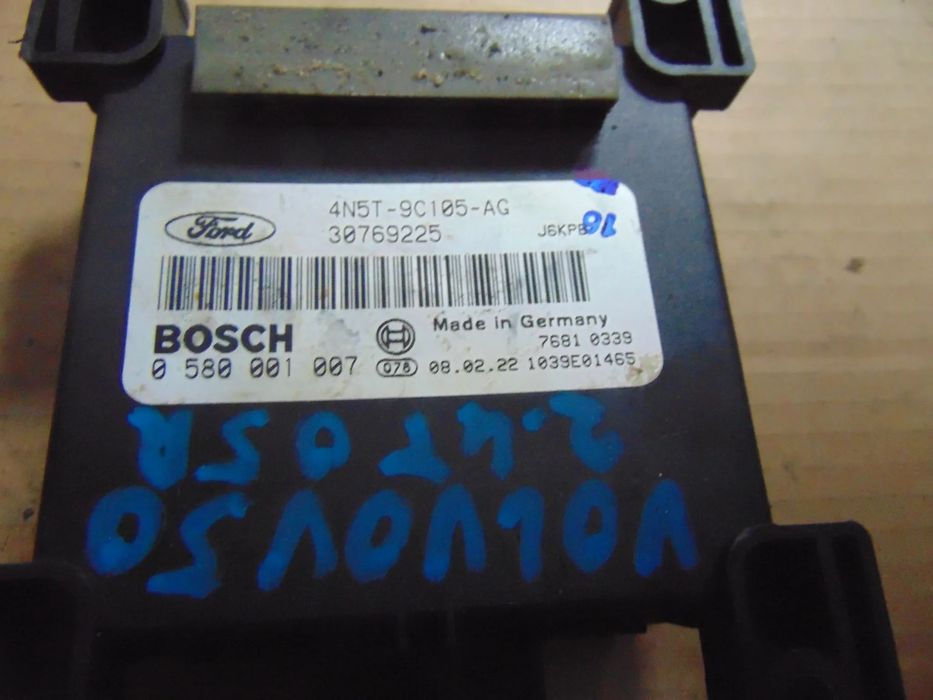 4N5T-9C105-AG
Ford
30769225
J6KPB
18
BOSCH
Made in Germany
7681 0339
0 580 001 007
078
08.02.22 1039E01465
VOLVO V50
2.4T 05R